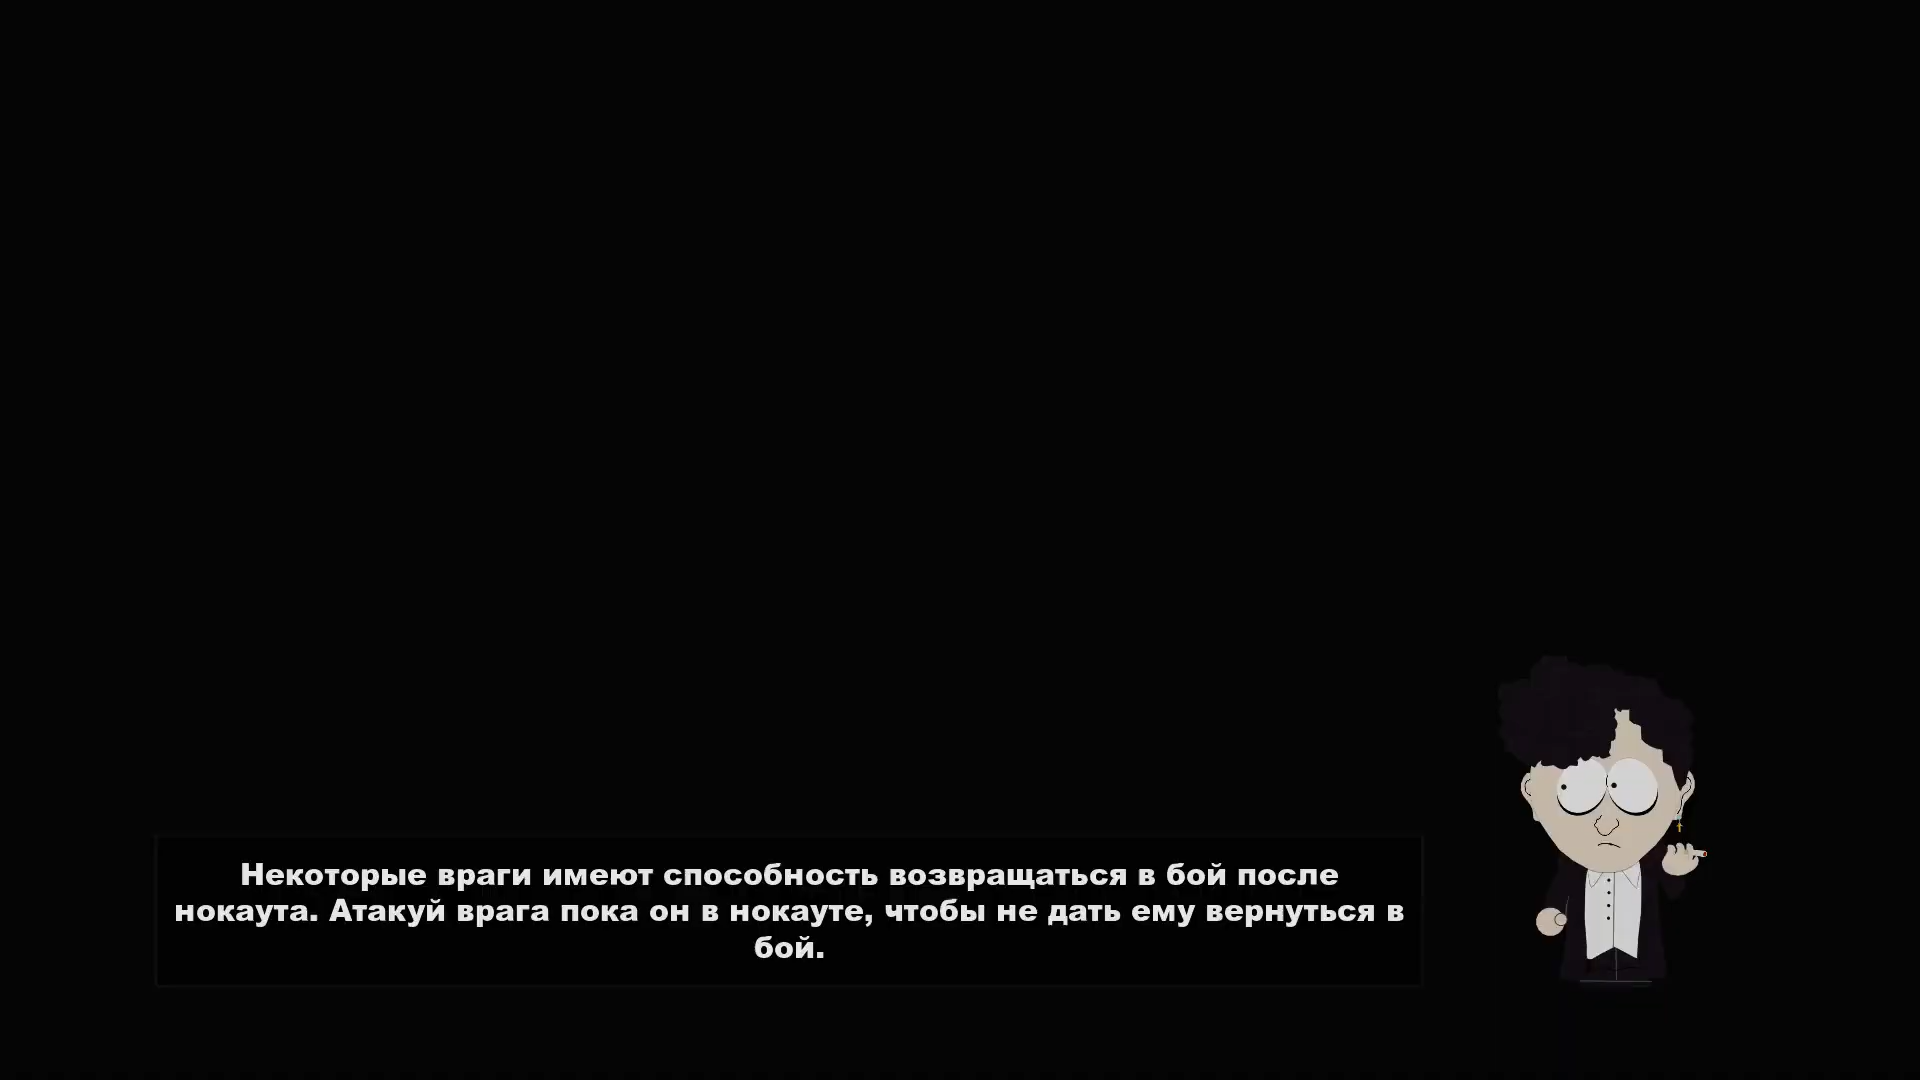 Некоторые враги имеют способность возвращаться в бой после
нокаута. Атакуй врага пока он в нокауте, чтобы не дать ему вернуться в
бой.